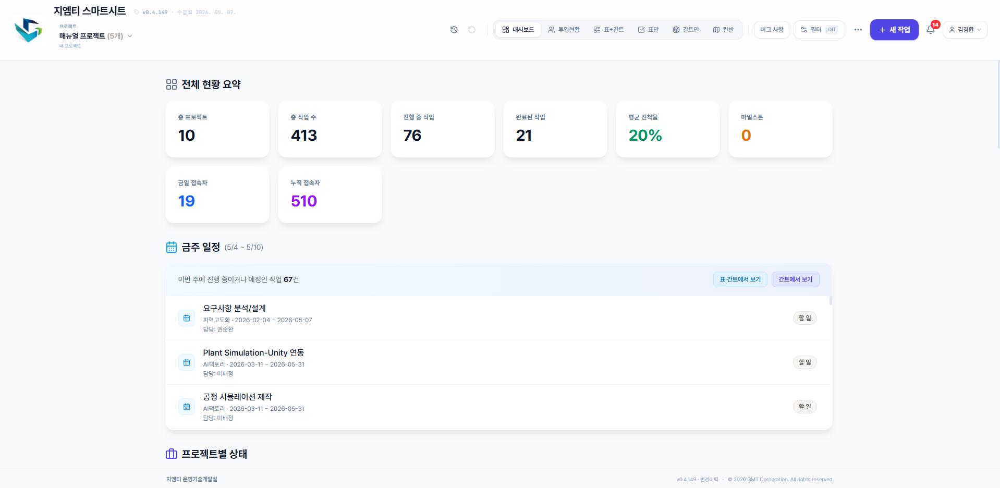 지엠티 스마트시트
v0.4.149 · 수정일 2026. 05. 07.
프로젝트
매뉴얼 프로젝트 (5개)
내 프로젝트
대시보드
투입현황
표+간트
표만
간트만
칸반
버그 사항
필터 Off
+ 새 작업
14
김경환
전체 현황 요약
총 프로젝트
10
총 작업 수
413
진행 중 작업
76
완료된 작업
21
평균 진척율
20%
마일스톤
0
금일 접속자
19
누적 접속자
510
금주 일정 (5/4 ~ 5/10)
이번 주에 진행 중이거나 예정인 작업 67건
표·간트에서 보기
간트에서 보기
요구사항 분석/설계
파력고도화 · 2026-02-04 ~ 2026-05-07
담당: 권순환
할 일
Plant Simulation-Unity 연동
AI팩토리 · 2026-03-11 ~ 2026-05-31
담당: 미배정
할 일
공정 시뮬레이션 제작
AI팩토리 · 2026-03-11 ~ 2026-05-31
담당: 미배정
할 일
프로젝트별 상태
지엠티 운영기술개발실
v0.4.149 · 변경이력 · © 2026 GMT Corporation. All rights reserved.